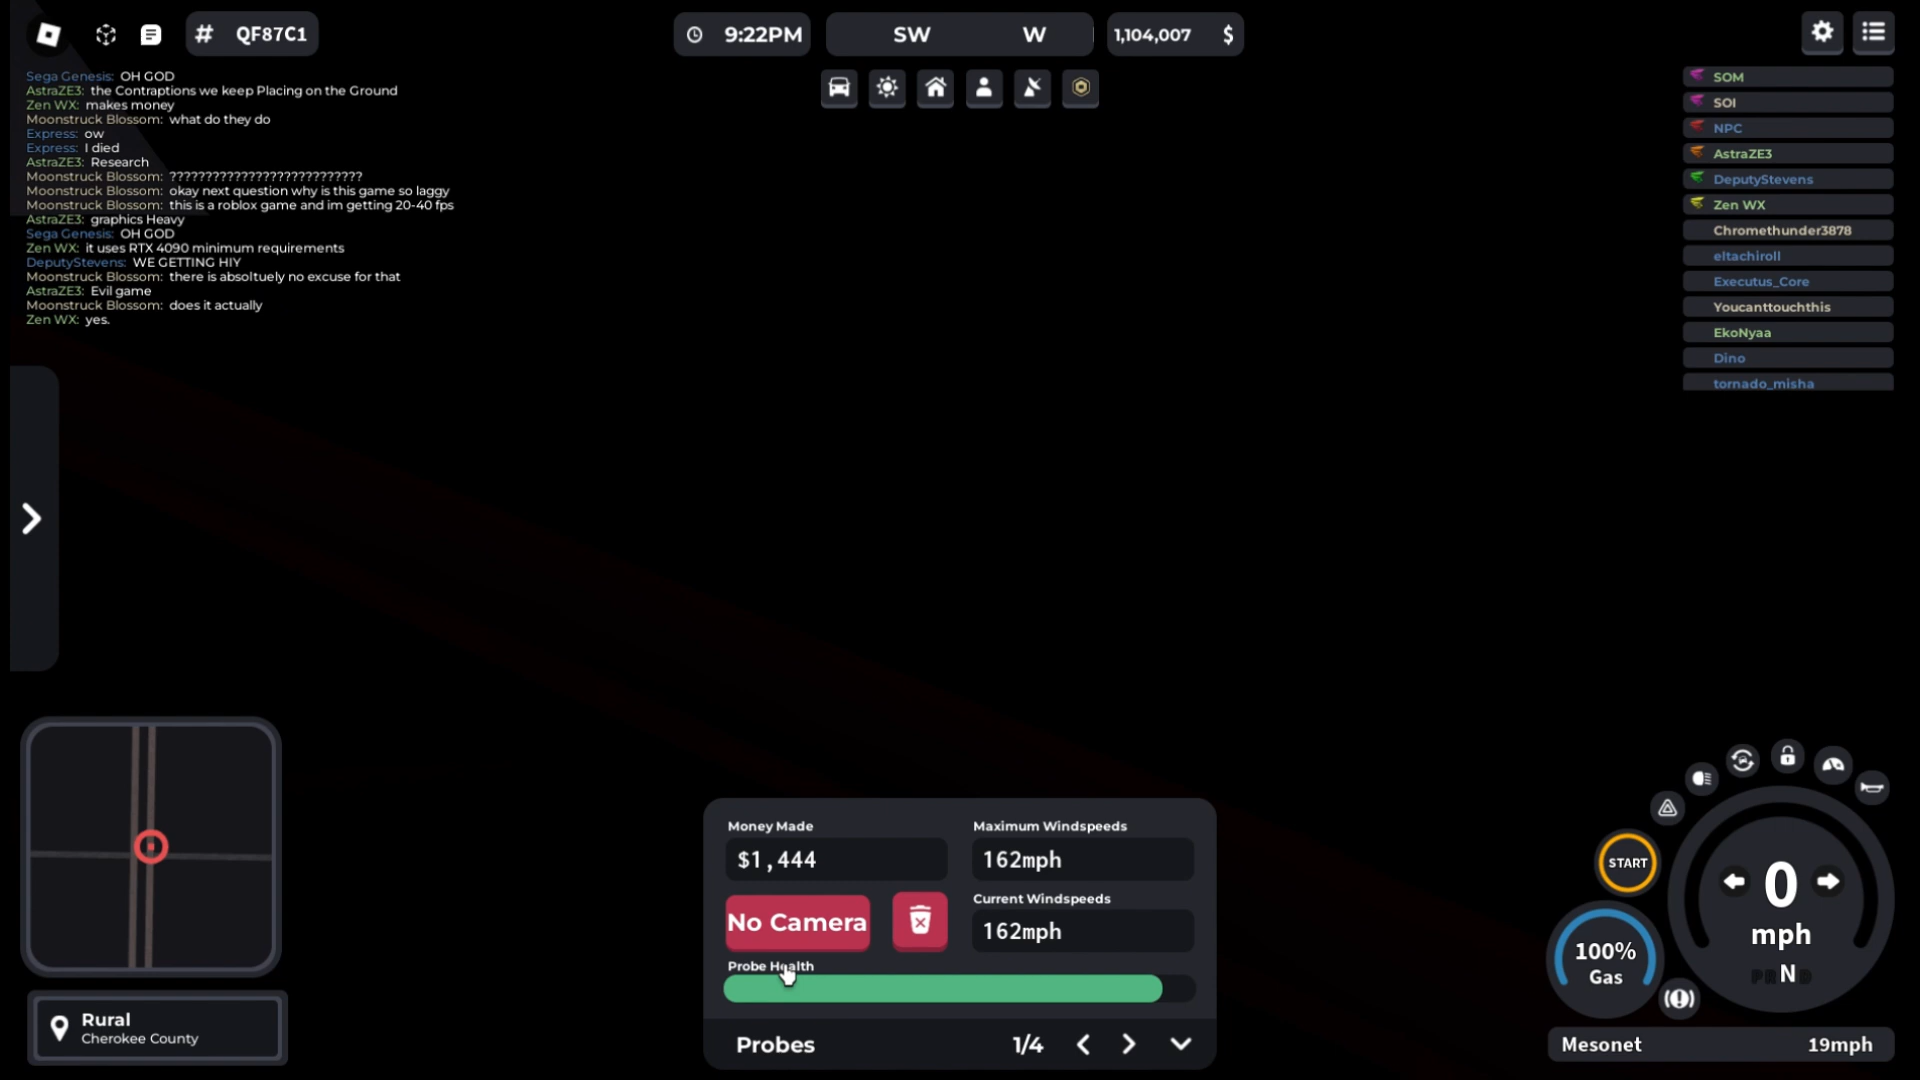 # QF87C1
9:22PM
SW W
1,104,007 $
Sega Genesis: OH GOD
AstraZE3: the Contraptions we keep Placing on the Ground
Zen WX: makes money
Moonstruck Blossom: what do they do
Express: ow
Express: I died
AstraZE3: Research
Moonstruck Blossom: ???????????????????????????
Moonstruck Blossom: okay next question why is this game so laggy
Moonstruck Blossom: this is a roblox game and im getting 20-40 fps
AstraZE3: graphics Heavy
Sega Genesis: OH GOD
Zen WX: it uses RTX 4090 minimum requirements
DeputyStevens: WE GETTING HIY
Moonstruck Blossom: there is absoltuely no excuse for that
AstraZE3: Evil game
Moonstruck Blossom: does it actually
Zen WX: yes.
SOM
SOI
NPC
AstraZE3
DeputyStevens
Zen WX
Chromethunder3878
eltachiroll
Executus_Core
Youcanttouchthis
EkoNyaa
Dino
tornado_misha
Rural
Cherokee County
Money Made
$1,444
Maximum Windspeeds
162mph
No Camera
Current Windspeeds
162mph
Probe Health
Probes 1/4
START
0
mph
PRND
100%
Gas
Mesonet 19mph